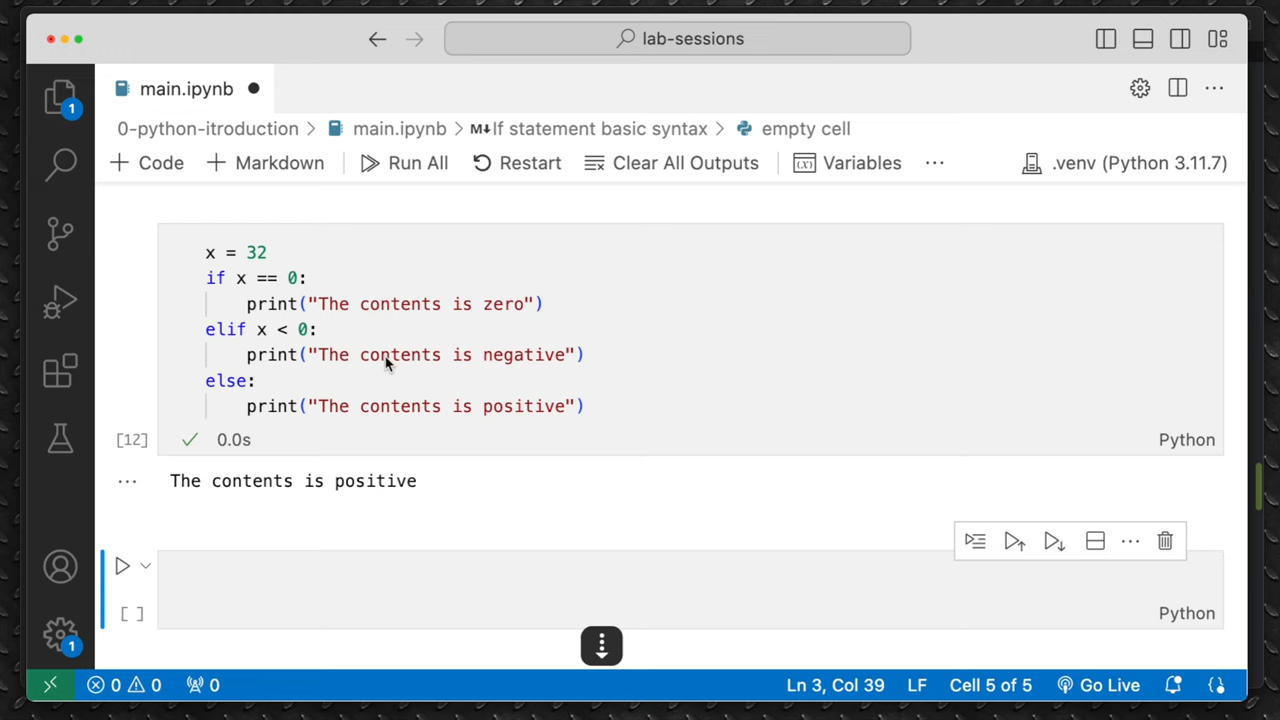 lab-sessions
main.ipynb
0-python-itroduction > main.ipynb > M↓If statement basic syntax > empty cell
+ Code + Markdown Run All Restart Clear All Outputs (x) Variables ... .venv (Python 3.11.7)
x = 32
if x == 0:
print("The contents is zero")
elif x < 0:
print("The contents is negative")
else:
print("The contents is positive")
[12] 0.0s Python
The contents is positive
[ ] Python
1
1
0 0 0 Ln 3, Col 39 LF Cell 5 of 5 Go Live